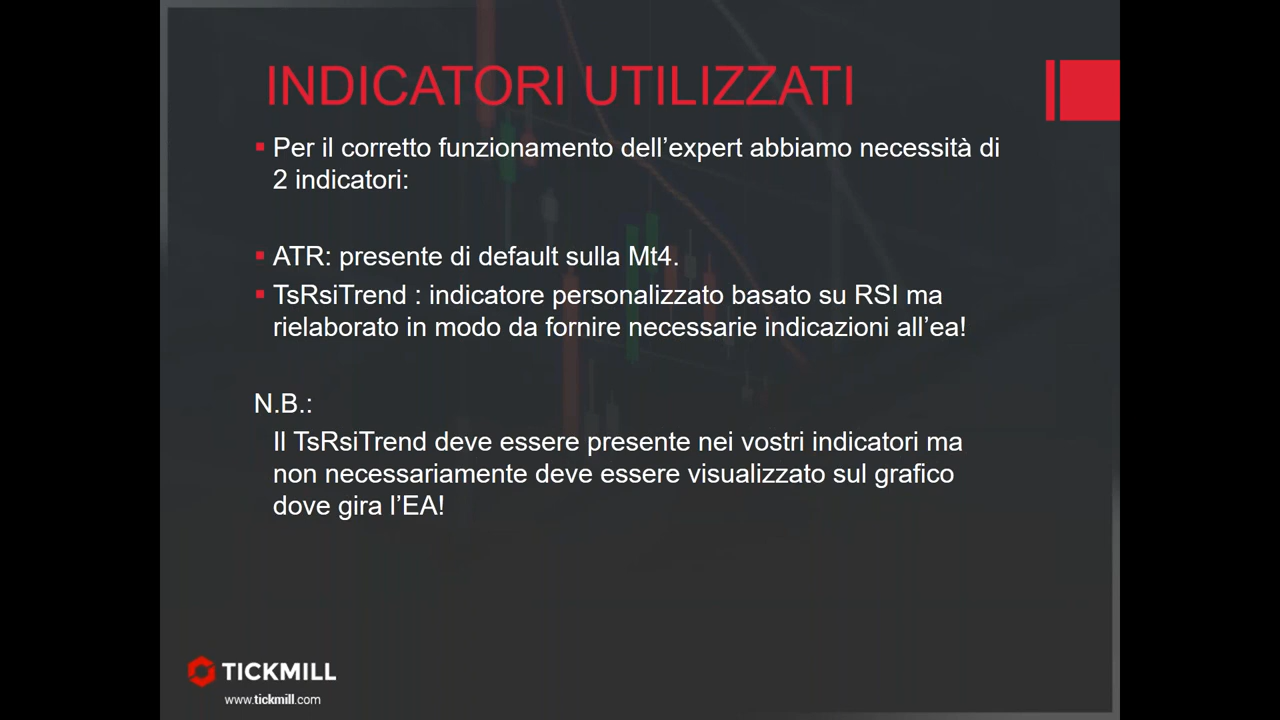 INDICATORI UTILIZZATI
Per il corretto funzionamento dell’expert abbiamo necessità di
2 indicatori:
ATR: presente di default sulla Mt4.
TsRsiTrend : indicatore personalizzato basato su RSI ma
rielaborato in modo da fornire necessarie indicazioni all’ea!
N.B.:
Il TsRsiTrend deve essere presente nei vostri indicatori ma
non necessariamente deve essere visualizzato sul grafico
dove gira l’EA!
TICKMILL
www.tickmill.com